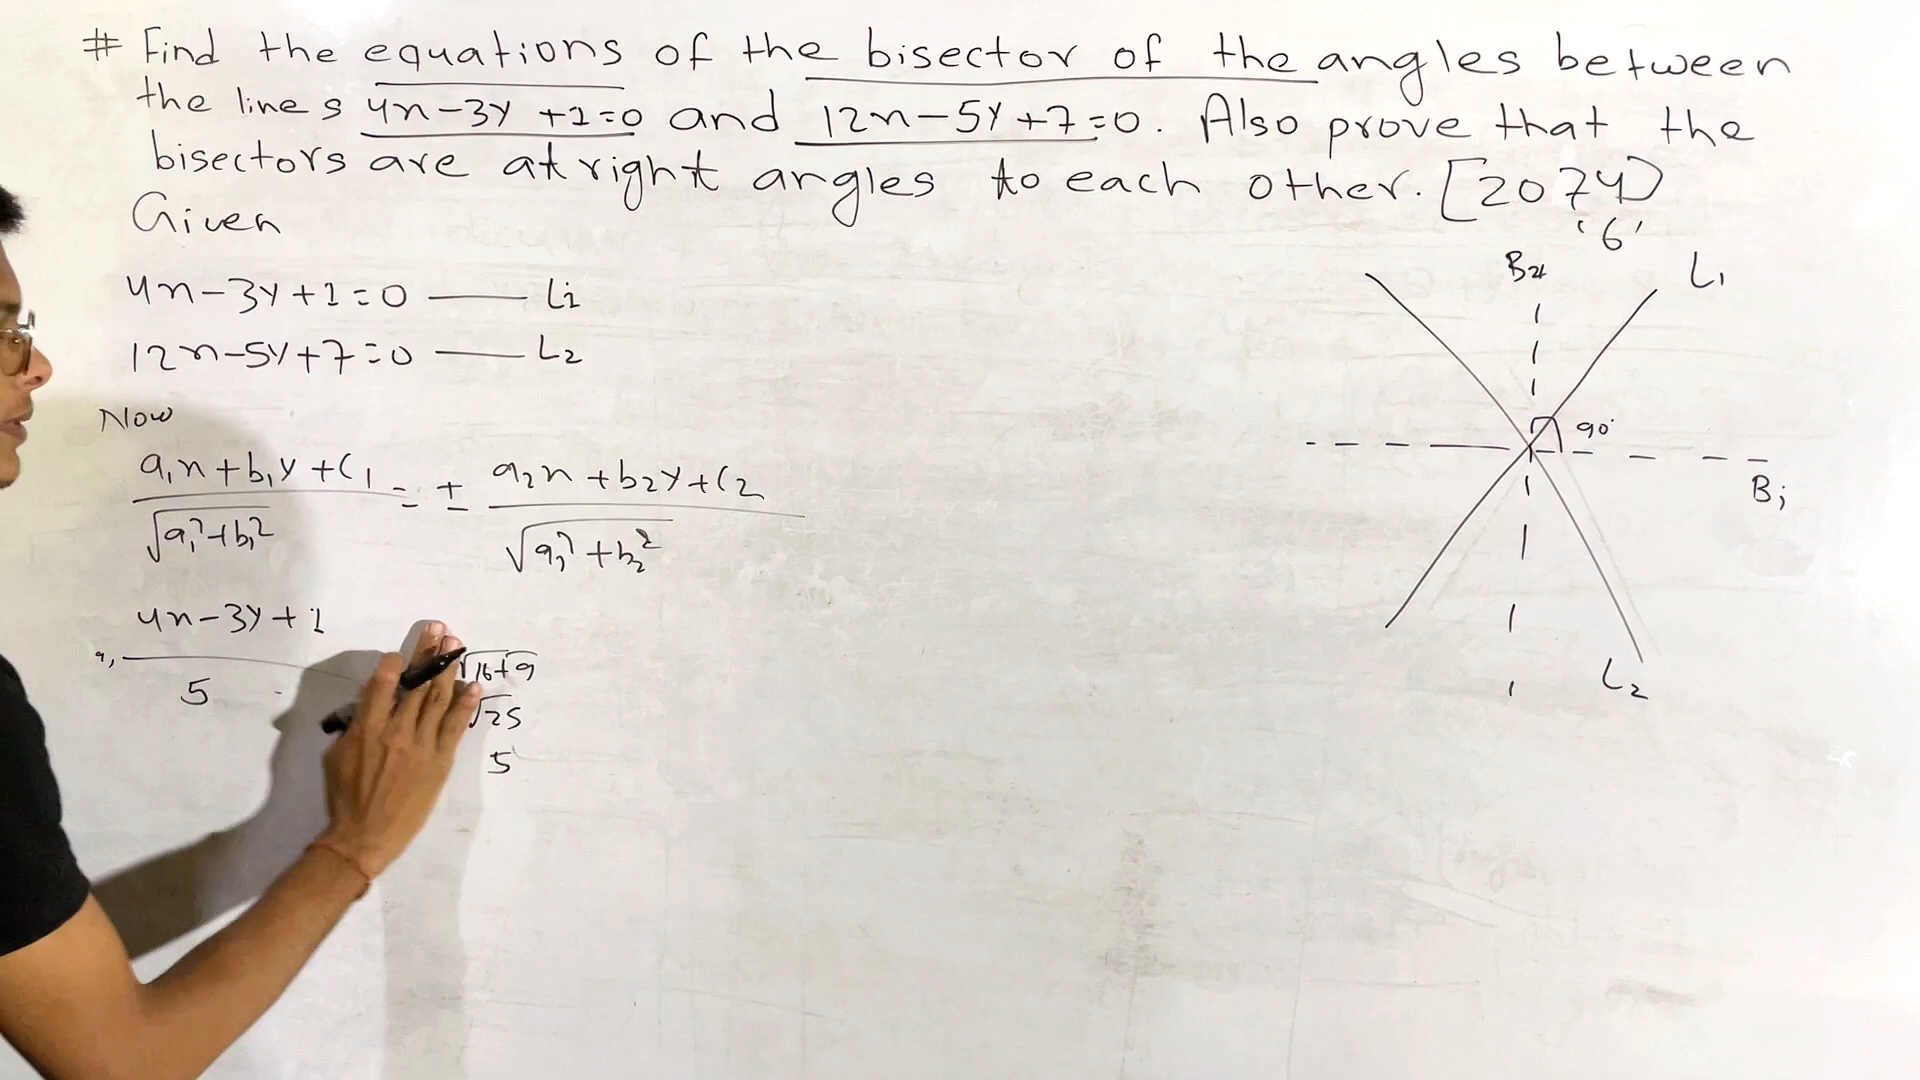 # Find the equations of the bisector of the angles between
the lines 4x-3y+1=0 and 12x-5y+7=0. Also prove that the
bisectors are at right angles to each other. [2074]
'6'
Given
4x-3y+1=0 —— L1
12x-5y+7=0 —— L2
Now
a₁x+b₁y+c₁ / √a₁²+b₁² = ± a₂x+b₂y+c₂ / √a₂²+b₂²
4x-3y+1
5
√16+9
√25
5
B2
L1
90°
B1
L2